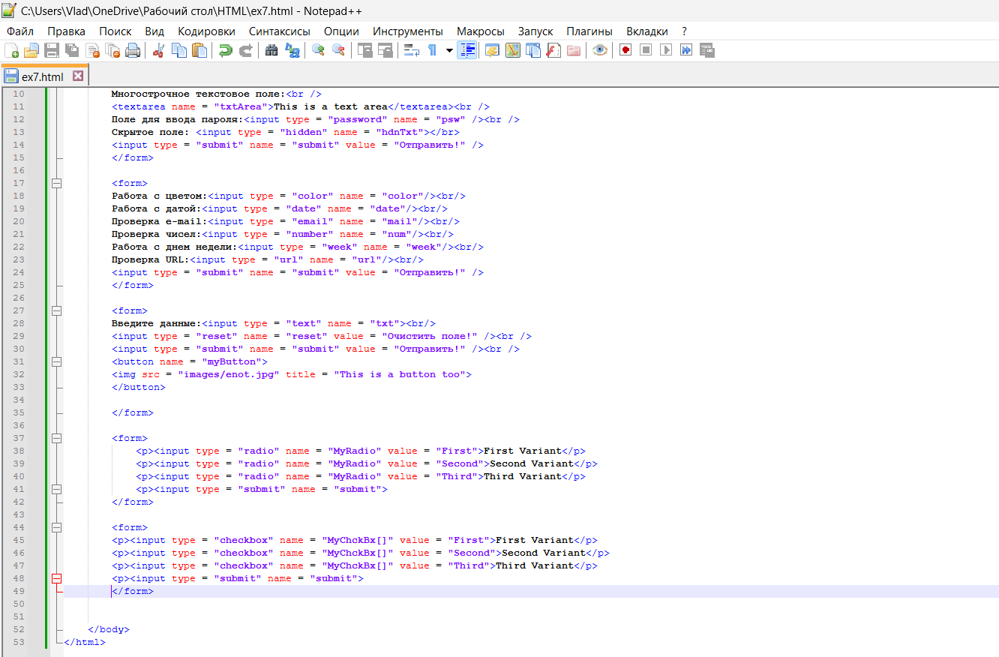 C:\Users\Vlad\OneDrive\Рабочий стол\HTML\ex7.html - Notepad++
Файл Правка Поиск Вид Кодировки Синтаксисы Опции Инструменты Макросы Запуск Плагины Вкладки ?
ex7.html
10 Многострочное текстовое поле:<br />
11 <textarea name = "txtArea">This is a text area</textarea><br />
12 Поле для ввода пароля:<input type = "password" name = "psw" /><br />
13 Скрытое поле: <input type = "hidden" name = "hdnTxt"></br>
14 <input type = "submit" name = "submit" value = "Отправить!" />
15 </form>
16
17 <form>
18 Работа с цветом:<input type = "color" name = "color"/><br/>
19 Работа с датой:<input type = "date" name = "date"/><br/>
20 Проверка e-mail:<input type = "email" name = "mail"/><br/>
21 Проверка чисел:<input type = "number" name = "num"/><br/>
22 Работа с днем недели:<input type = "week" name = "week"/><br/>
23 Проверка URL:<input type = "url" name = "url"/><br/>
24 <input type = "submit" name = "submit" value = "Отправить!" />
25 </form>
26
27 <form>
28 Введите данные:<input type = "text" name = "txt"><br/>
29 <input type = "reset" name = "reset" value = "Очистить поле!" /><br />
30 <input type = "submit" name = "submit" value = "Отправить!" /><br />
31 <button name = "myButton">
32 <img src = "images/enot.jpg" title = "This is a button too">
33 </button>
34
35 </form>
36
37 <form>
38 <p><input type = "radio" name = "MyRadio" value = "First">First Variant</p>
39 <p><input type = "radio" name = "MyRadio" value = "Second">Second Variant</p>
40 <p><input type = "radio" name = "MyRadio" value = "Third">Third Variant</p>
41 <p><input type = "submit" name = "submit">
42 </form>
43
44 <form>
45 <p><input type = "checkbox" name = "MyChckBx[]" value = "First">First Variant</p>
46 <p><input type = "checkbox" name = "MyChckBx[]" value = "Second">Second Variant</p>
47 <p><input type = "checkbox" name = "MyChckBx[]" value = "Third">Third Variant</p>
48 <p><input type = "submit" name = "submit">
49 </form>
50
51
52 </body>
53 </html>